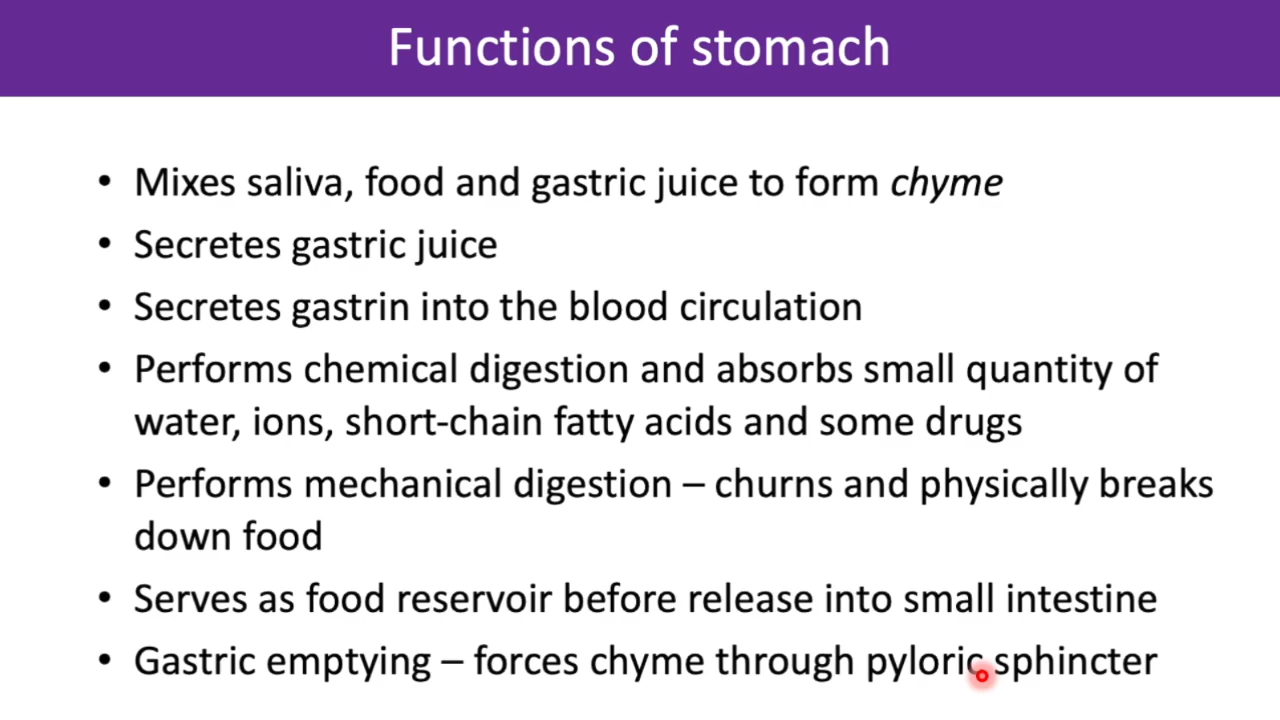 Functions of stomach
• Mixes saliva, food and gastric juice to form chyme
• Secretes gastric juice
• Secretes gastrin into the blood circulation
• Performs chemical digestion and absorbs small quantity of
water, ions, short-chain fatty acids and some drugs
• Performs mechanical digestion – churns and physically breaks
down food
• Serves as food reservoir before release into small intestine
• Gastric emptying – forces chyme through pyloric sphincter